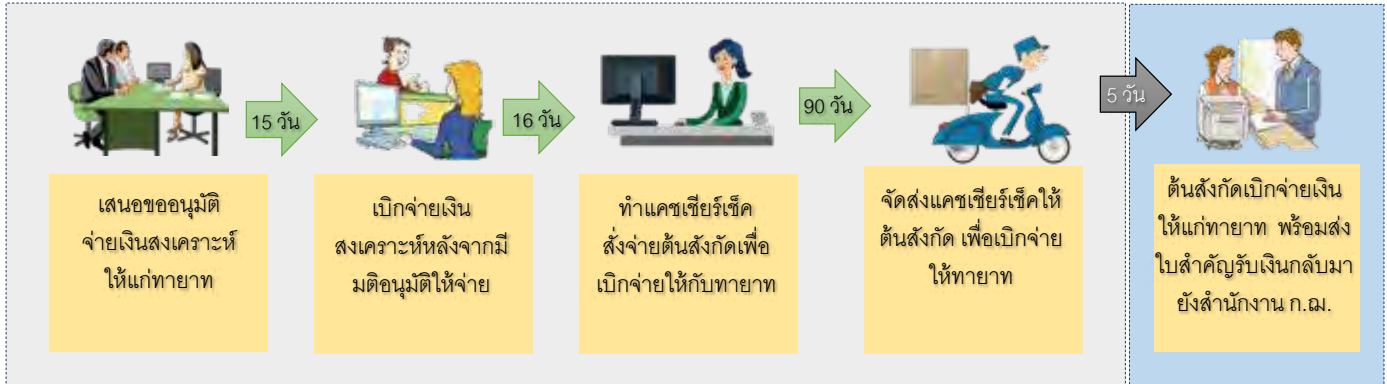 15 วัน
16 วัน
90 วัน
5 วัน
เสนอขออนุมัติ
จ่ายเงินสงเคราะห์
ให้แก่ทายาท
เบิกจ่ายเงิน
สงเคราะห์หลังจากมี
มติอนุมัติให้จ่าย
ทำแคชเชียร์เช็ค
สั่งจ่ายต้นสังกัดเพื่อ
เบิกจ่ายให้กับทายาท
จัดส่งแคชเชียร์เช็คให้
ต้นสังกัด เพื่อเบิกจ่าย
ให้ทายาท
ต้นสังกัดเบิกจ่ายเงิน
ให้แก่ทายาท พร้อมส่ง
ใบสำคัญรับเงินกลับมา
ยังสำนักงาน ก.ฌ.